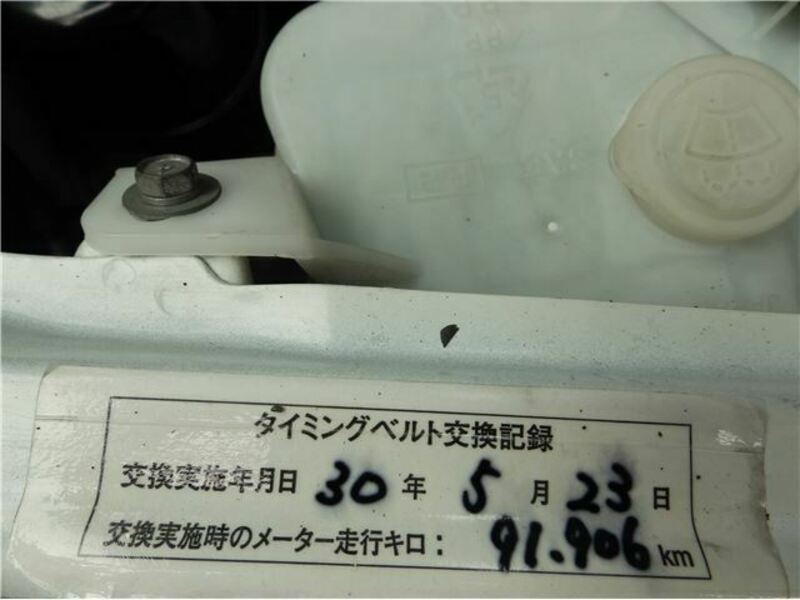 タイミングベルト交換記録
交換実施年月日 30 年 5 月 23 日
交換実施時のメーター走行キロ: 91.906 km